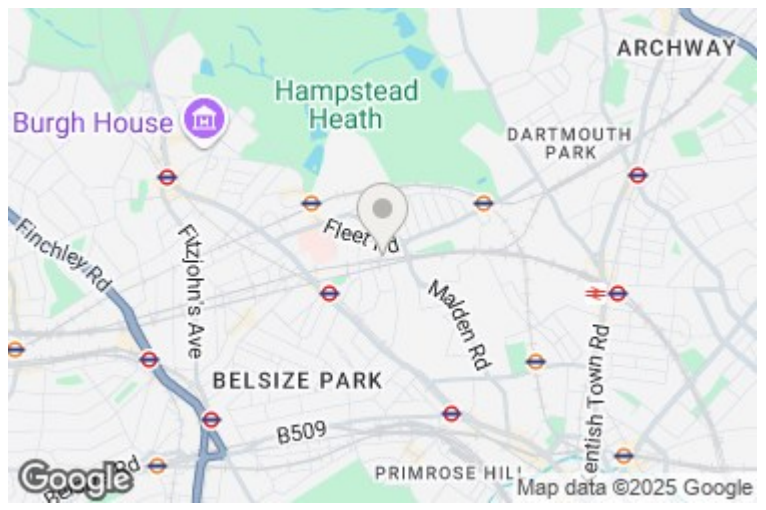 ARCHWAY
Hampstead
Heath
Burgh House
DARTMOUTH
PARK
Fleet Rd
Finchley Rd
Fitzjohn's Ave
Malden Rd
BELSIZE PARK
Kentish Town Rd
B509
PRIMROSE HILL
Google
Map data ©2025 Google